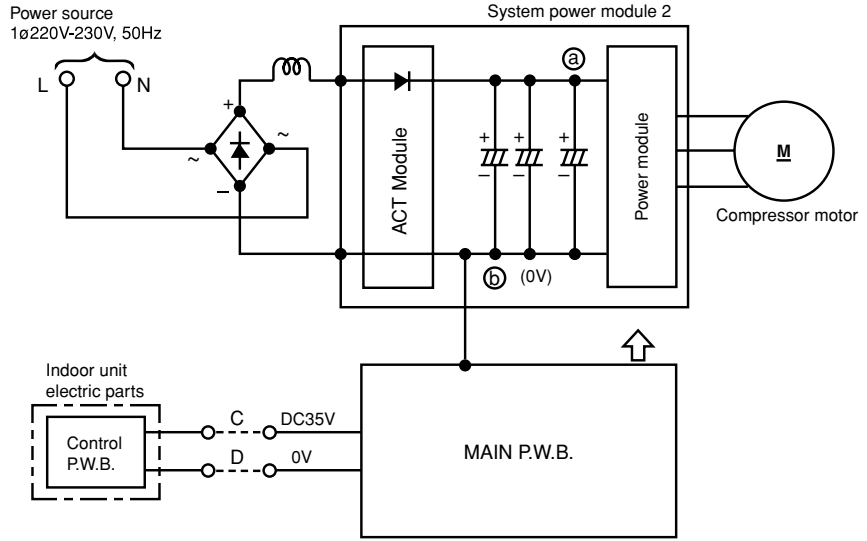 Power source
1ø220V-230V, 50Hz
L
N
System power module 2
+
~
~
–
ACT Module
ⓐ
+
–
+
–
+
–
ⓑ
(0V)
Power module
M
Compressor motor
Indoor unit
electric parts
Control
P.W.B.
C
DC35V
D
0V
MAIN P.W.B.